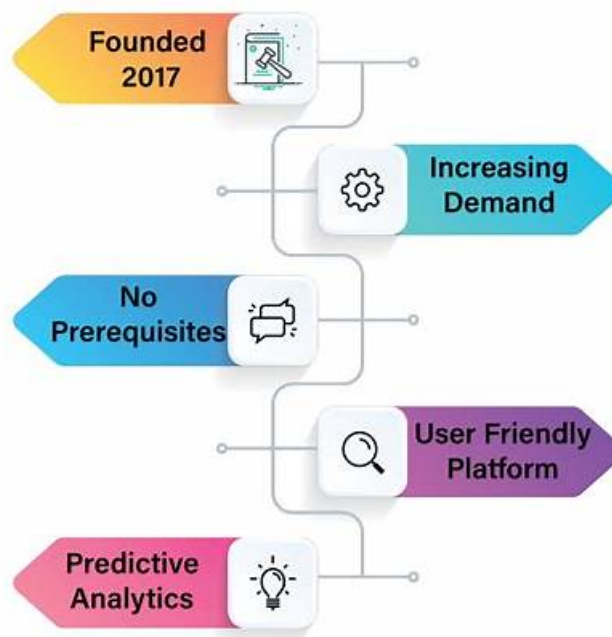 Founded
2017
Increasing
Demand
No
Prerequisites
User Friendly
Platform
Predictive
Analytics